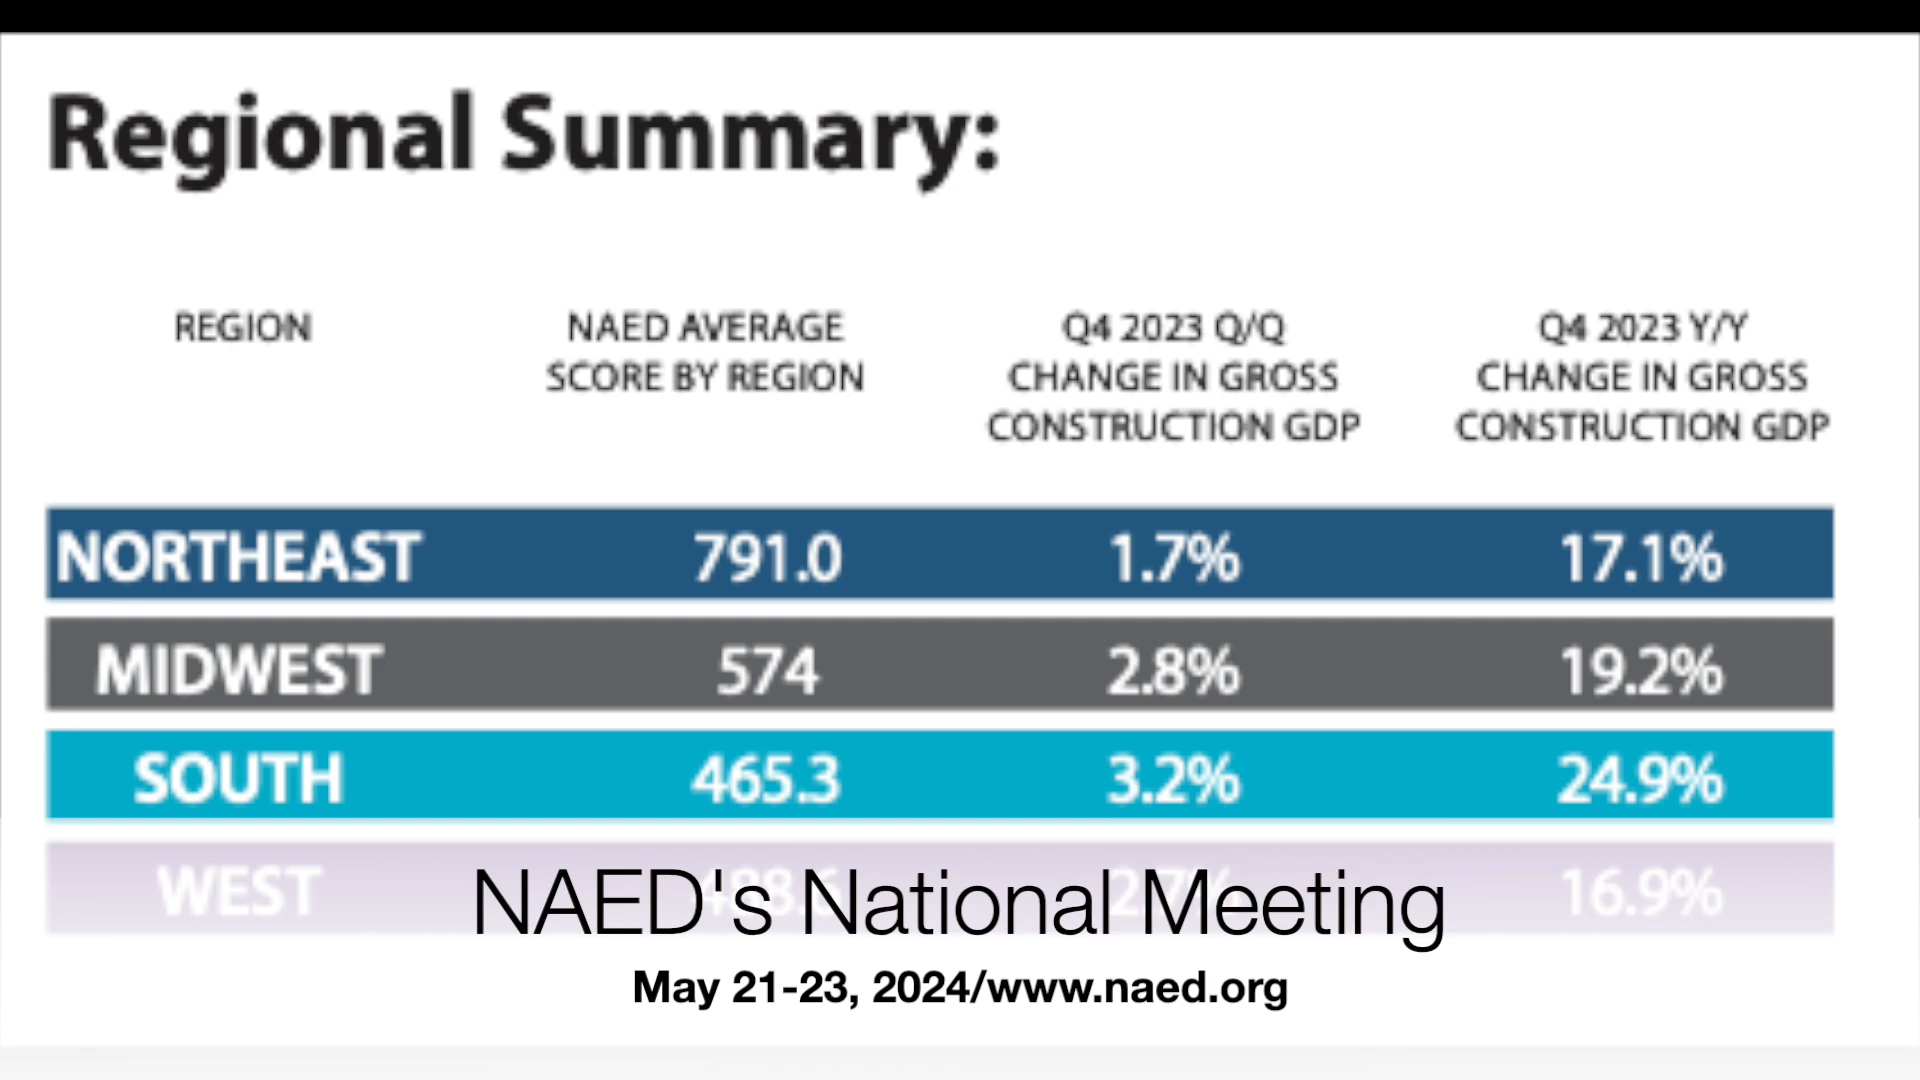 Regional Summary:
REGION
NAED AVERAGE
SCORE BY REGION
Q4 2023 Q/Q
CHANGE IN GROSS
CONSTRUCTION GDP
Q4 2023 Y/Y
CHANGE IN GROSS
CONSTRUCTION GDP
NORTHEAST 791.0 1.7% 17.1%
MIDWEST 574 2.8% 19.2%
SOUTH 465.3 3.2% 24.9%
WEST 16.9%
NAED's National Meeting
May 21-23, 2024/www.naed.org